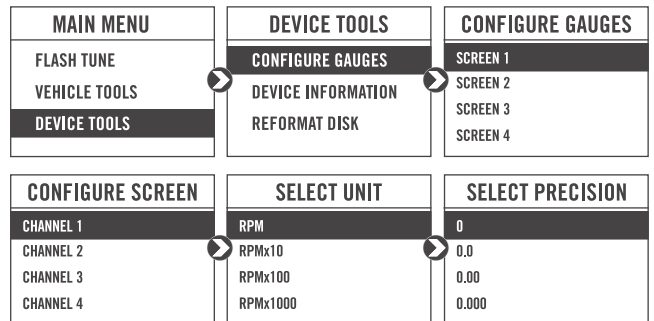 MAIN MENU
FLASH TUNE
VEHICLE TOOLS
DEVICE TOOLS
DEVICE TOOLS
CONFIGURE GAUGES
DEVICE INFORMATION
REFORMAT DISK
CONFIGURE GAUGES
SCREEN 1
SCREEN 2
SCREEN 3
SCREEN 4
CONFIGURE SCREEN
CHANNEL 1
CHANNEL 2
CHANNEL 3
CHANNEL 4
SELECT UNIT
RPM
RPMx10
RPMx100
RPMx1000
SELECT PRECISION
0
0.0
0.00
0.000